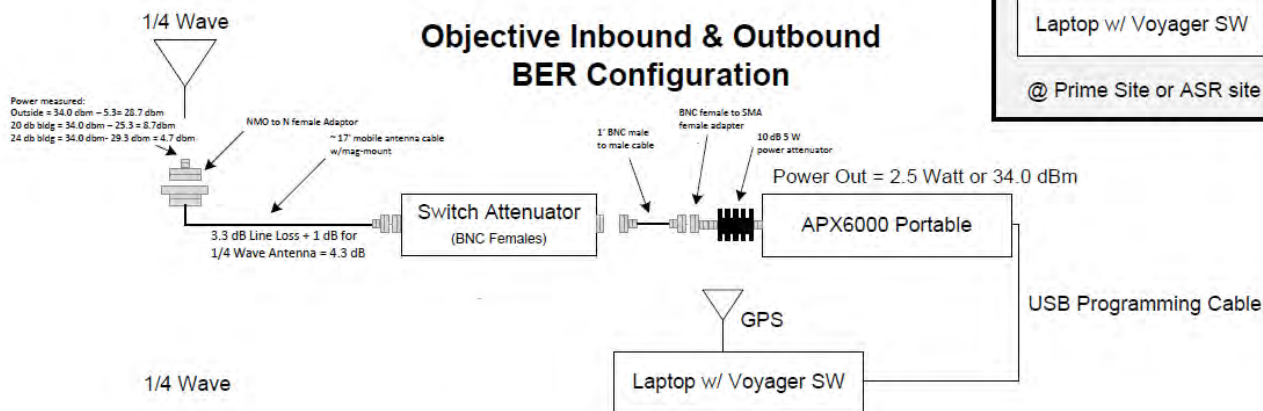 1/4 Wave
Objective Inbound & Outbound
BER Configuration
Laptop w/ Voyager SW
@ Prime Site or ASR site
Power measured:
Outside = 34.0 dbm – 5.3= 28.7 dbm
20 db bldg = 34.0 dbm – 25.3 = 8.7dbm
24 db bldg = 34.0 dbm- 29.3 dbm = 4.7 dbm
NMO to N female Adaptor
~ 17' mobile antenna cable
w/mag-mount
1' BNC male
to male cable
BNC female to SMA
female adapter
10 dB 5 W
power attenuator
Power Out = 2.5 Watt or 34.0 dBm
Switch Attenuator
(BNC Females)
APX6000 Portable
3.3 dB Line Loss + 1 dB for
1/4 Wave Antenna = 4.3 dB
USB Programming Cable
GPS
Laptop w/ Voyager SW
1/4 Wave